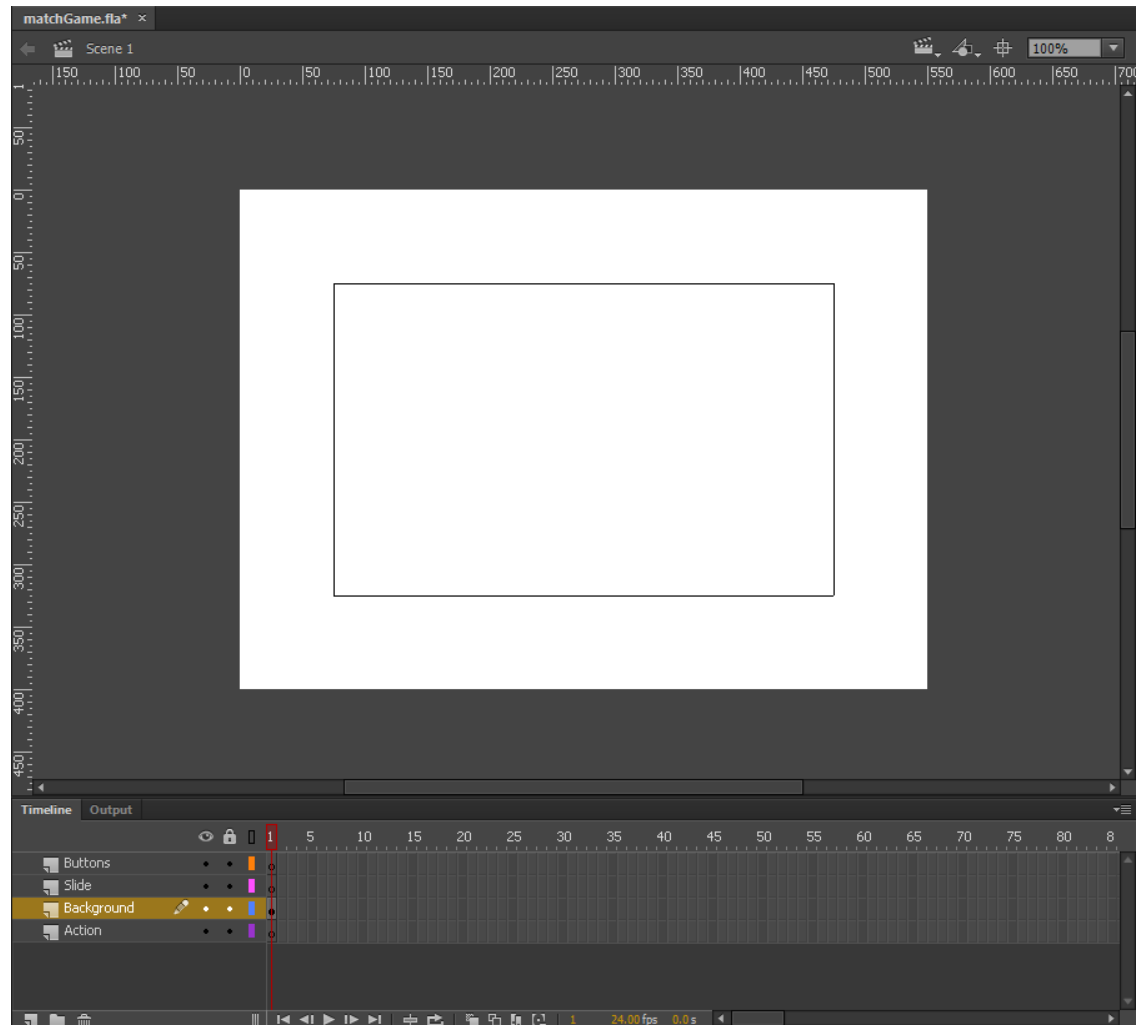 matchGame.fla* ×
Scene 1
100%
150 100 50 0 50 100 150 200 250 300 350 400 450 500 550 600 650 700
1
50
0
50
100
150
200
250
300
350
400
450
Timeline Output
1 5 10 15 20 25 30 35 40 45 50 55 60 65 70 75 80 8
Buttons
Slide
Background
Action
1 24.00 fps 0.0 s